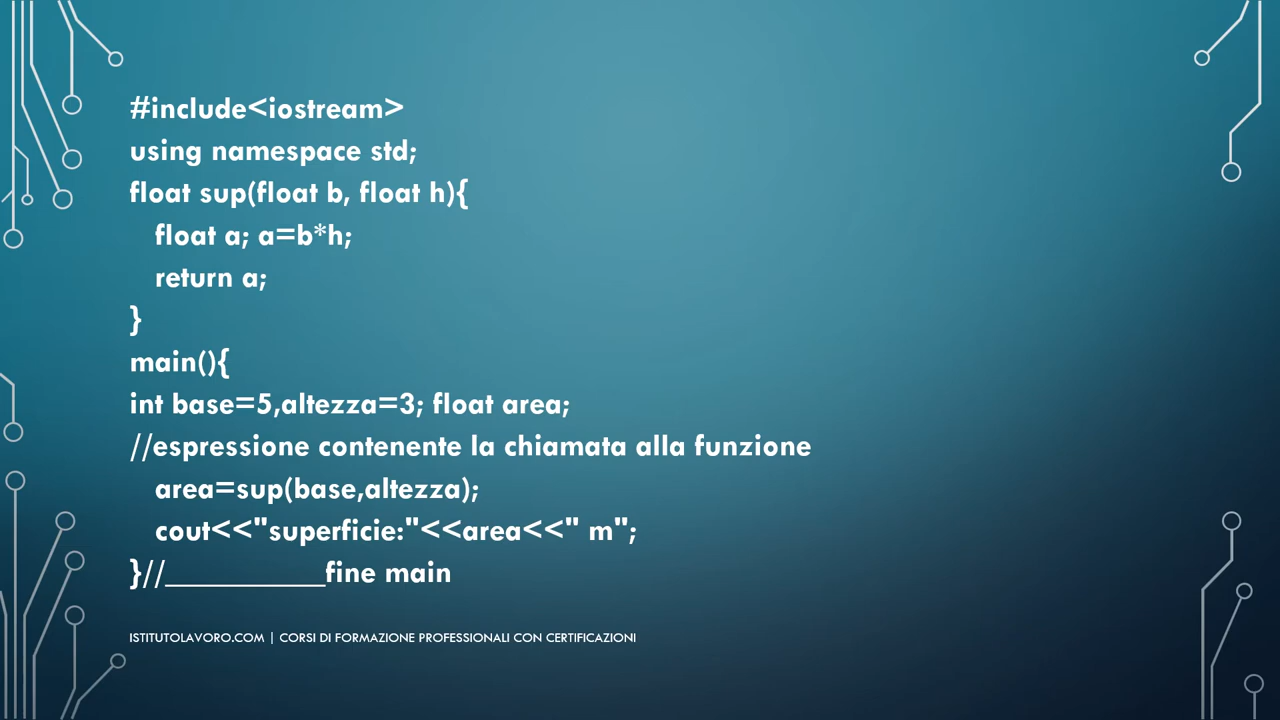 #include<iostream>
using namespace std;
float sup(float b, float h){
float a; a=b*h;
return a;
}
main(){
int base=5,altezza=3; float area;
//espressione contenente la chiamata alla funzione
area=sup(base,altezza);
cout<<"superficie:"<<area<<" m";
}//__________fine main
ISTITUTOLAVORO.COM | CORSI DI FORMAZIONE PROFESSIONALI CON CERTIFICAZIONI